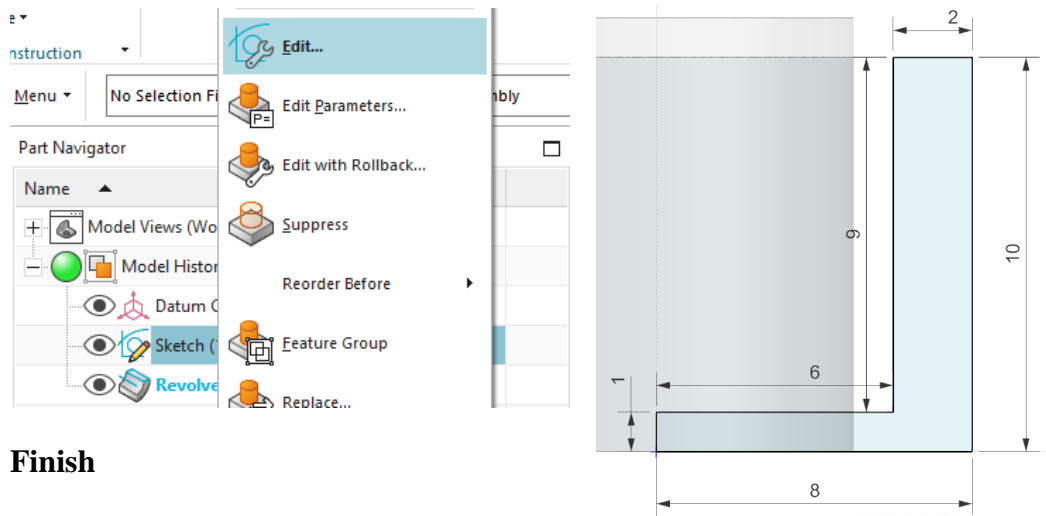 nstruction
Edit...
Menu
No Selection Fi
mbly
P=
Edit Parameters...
Part Navigator
Edit with Rollback...
Name
Suppress
Model Views (Wo
Model Histor
Reorder Before
Datum C
Sketch (
Feature Group
Revolve
Replace...
Finish
2
9
10
6
1
8